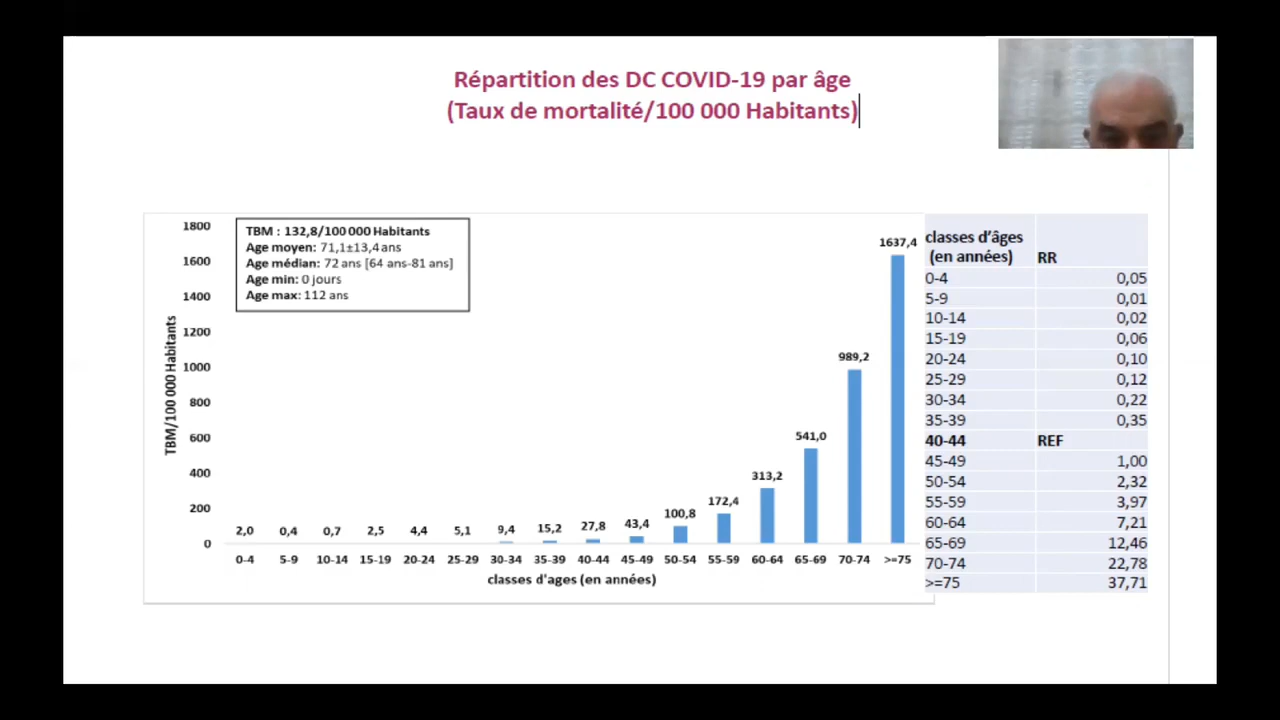 Répartition des DC COVID-19 par âge
(Taux de mortalité/100 000 Habitants)
TBM : 132,8/100 000 Habitants
Age moyen: 71,1±13,4 ans
Age médian: 72 ans [64 ans-81 ans]
Age min: 0 jours
Age max: 112 ans
TBM/100 000 Habitants
1800
1600
1400
1200
1000
800
600
400
200
0
2,0 0,4 0,7 2,5 4,4 5,1 9,4 15,2 27,8 43,4 100,8 172,4 313,2 541,0 989,2 1637,4
0-4 5-9 10-14 15-19 20-24 25-29 30-34 35-39 40-44 45-49 50-54 55-59 60-64 65-69 70-74 >=75
classes d'ages (en années)
classes d'âges
(en années) RR
0-4 0,05
5-9 0,01
10-14 0,02
15-19 0,06
20-24 0,10
25-29 0,12
30-34 0,22
35-39 0,35
40-44 REF
45-49 1,00
50-54 2,32
55-59 3,97
60-64 7,21
65-69 12,46
70-74 22,78
>=75 37,71